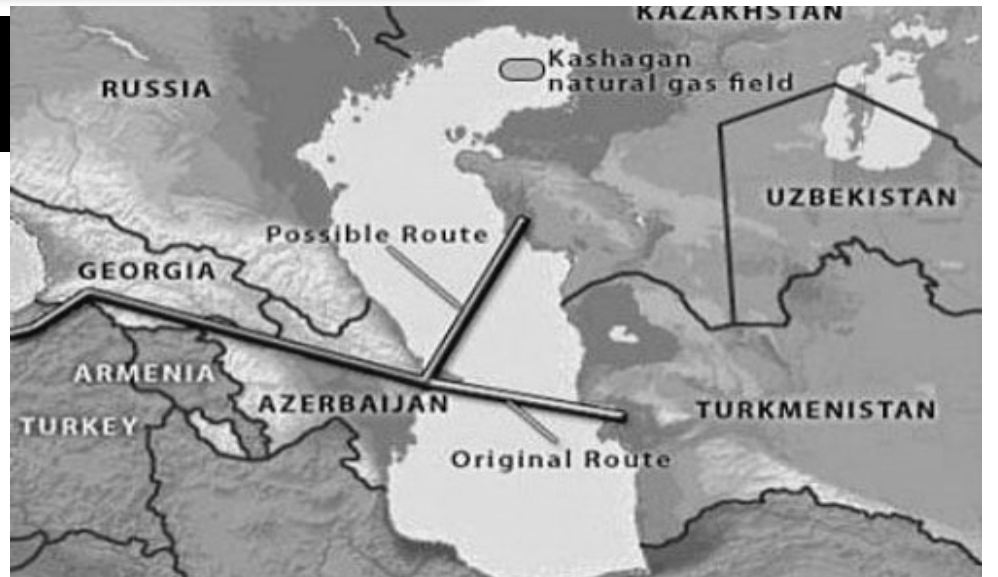 KAZAKHSTAN
Kashagan
natural gas field
RUSSIA
UZBEKISTAN
Possible Route
GEORGIA
ARMENIA
AZERBAIJAN
TURKMENISTAN
TURKEY
Original Route